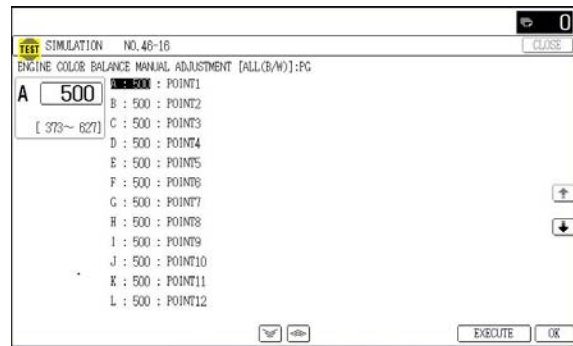 0
TEST SIMULATION NO. 46-16 CLOSE
ENGINE COLOR BALANCE MANUAL ADJUSTMENT [ALL(B/W)]:PG
A 500
[ 373~ 627]
A : 500 : POINT1
B : 500 : POINT2
C : 500 : POINT3
D : 500 : POINT4
E : 500 : POINT5
F : 500 : POINT6
G : 500 : POINT7
H : 500 : POINT8
I : 500 : POINT9
J : 500 : POINT10
K : 500 : POINT11
L : 500 : POINT12
EXECUTE OK